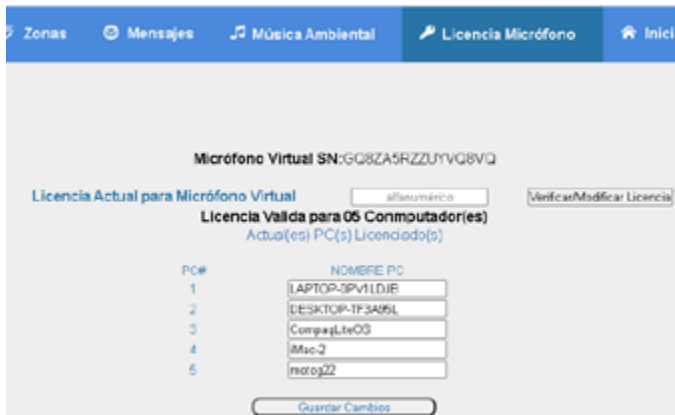 Zonas Mensajes Música Ambiental Licencia Micrófono Inici
Micrófono Virtual SN:GQ8ZA5RZZUYVQ8VQ
Licencia Actual para Micrófono Virtual alfanumérico Verificar/Modificar Licencia
Licencia Valida para 05 Conmputador(es)
Actual(es) PC(s) Licenciado(s)
PC# NOMBRE PC
1 LAPTOP-0PV1LDJB
2 DESKTOP-TF3A95L
3 CompaqLiteOS
4 iMac-2
5 motog22
Guardar Cambios